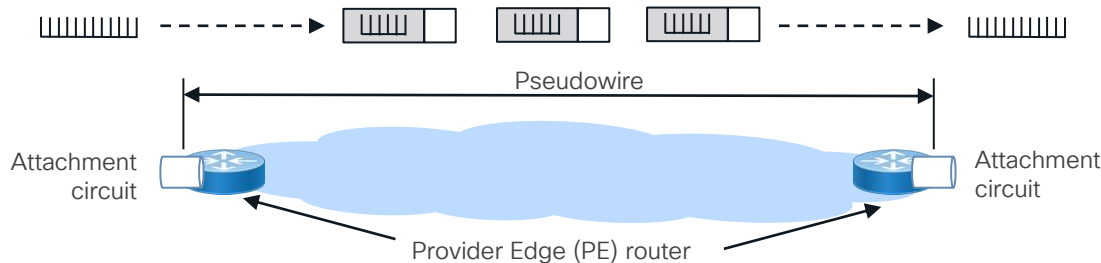 Pseudowire
Attachment
circuit
Attachment
circuit
Provider Edge (PE) router